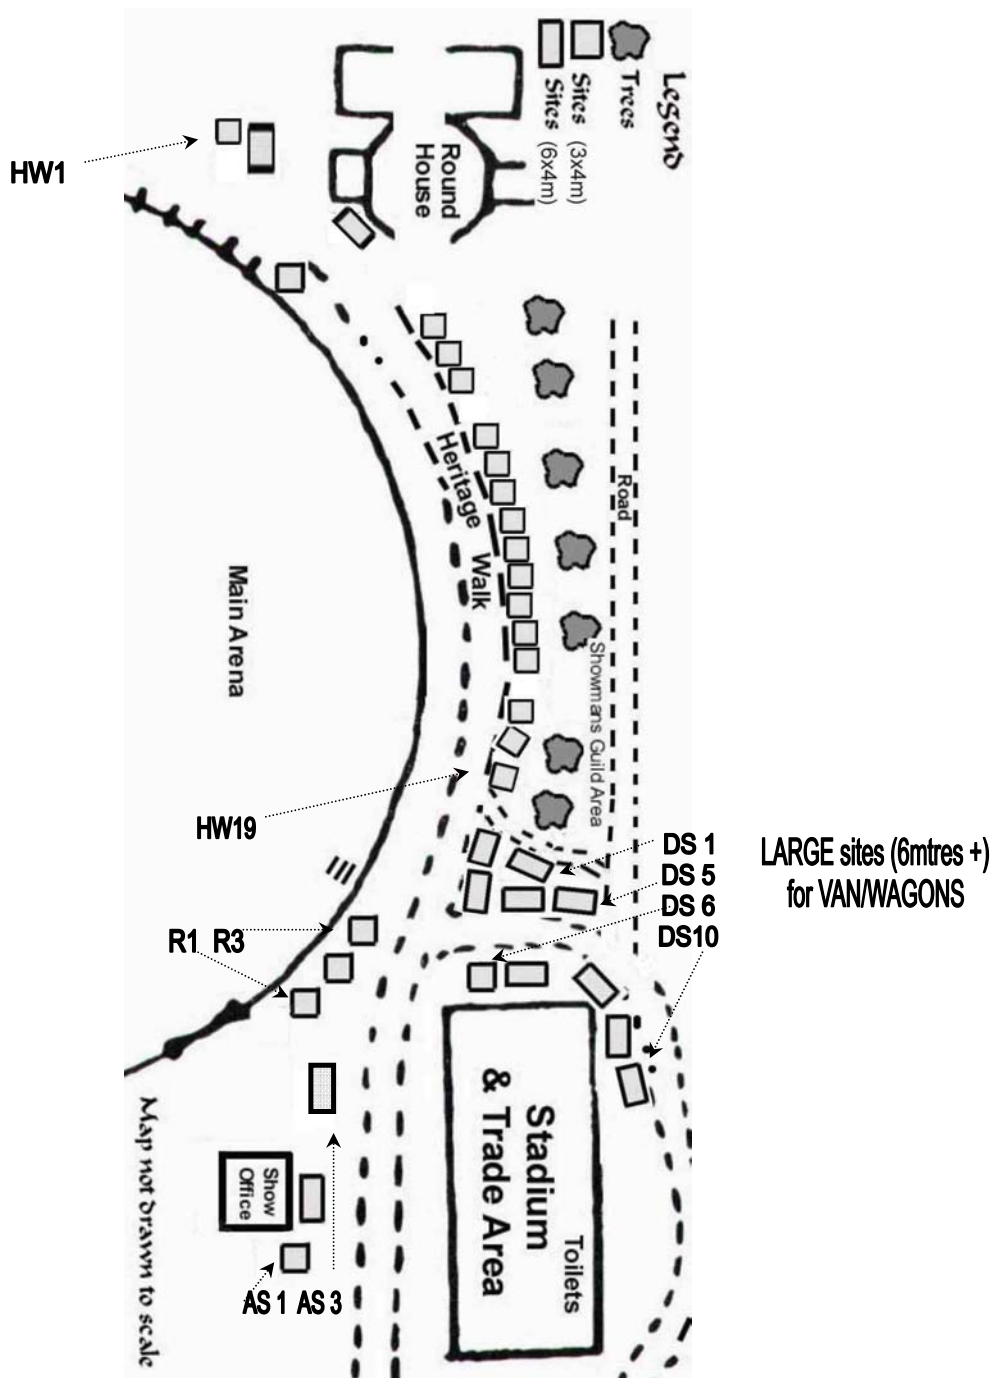 Legend
Trees
Sites (3x4m)
Sites (6x4m)
Round
House
HW1
Road
Heritage
Walk
Main Arena
Showmans Guild Area
HW19
DS 1
DS 5
DS 6
DS10
LARGE sites (6mtres +)
for VAN/WAGONS
R1 R3
Stadium
& Trade Area
Toilets
Show
Office
AS 1 AS 3
Map not drawn to scale